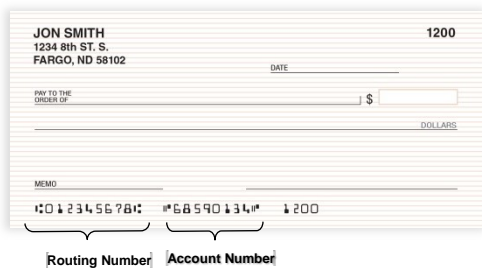 JON SMITH 1200
1234 8th ST. S.
FARGO, ND 58102
DATE
PAY TO THE
ORDER OF $
DOLLARS
MEMO
⑆012345678⑆ ⑈68590134⑈ 1200
Routing Number Account Number